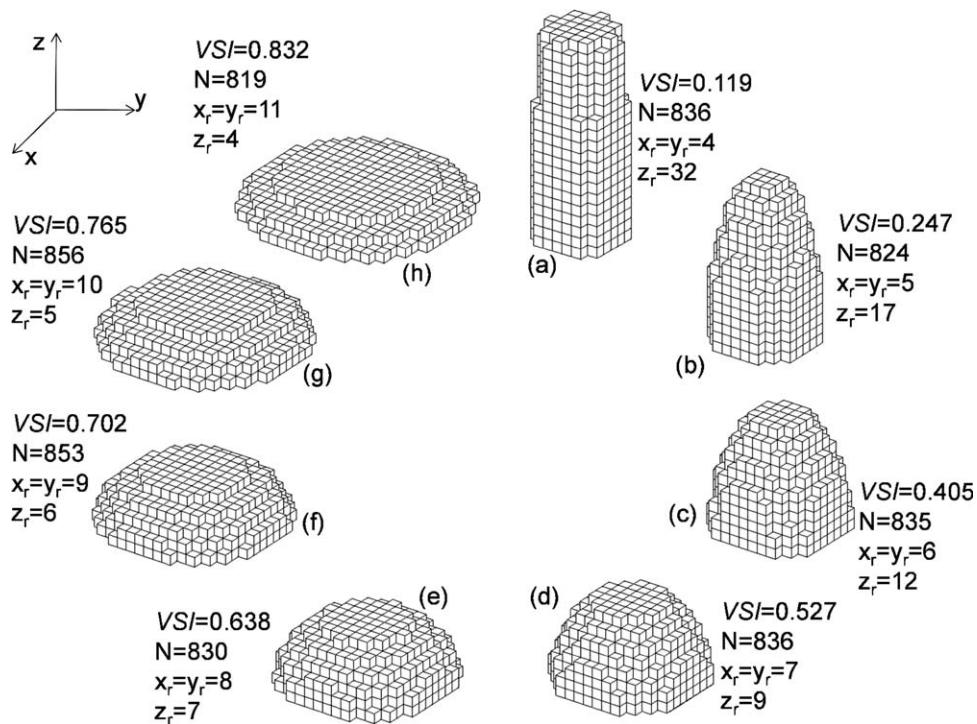 z
y
x
VSI=0.832
N=819
xᵣ=yᵣ=11
zᵣ=4
(h)
VSI=0.119
N=836
xᵣ=yᵣ=4
zᵣ=32
(a)
VSI=0.765
N=856
xᵣ=yᵣ=10
zᵣ=5
(g)
VSI=0.247
N=824
xᵣ=yᵣ=5
zᵣ=17
(b)
VSI=0.702
N=853
xᵣ=yᵣ=9
zᵣ=6
(f)
(c)
VSI=0.405
N=835
xᵣ=yᵣ=6
zᵣ=12
(e)
VSI=0.638
N=830
xᵣ=yᵣ=8
zᵣ=7
(d)
VSI=0.527
N=836
xᵣ=yᵣ=7
zᵣ=9